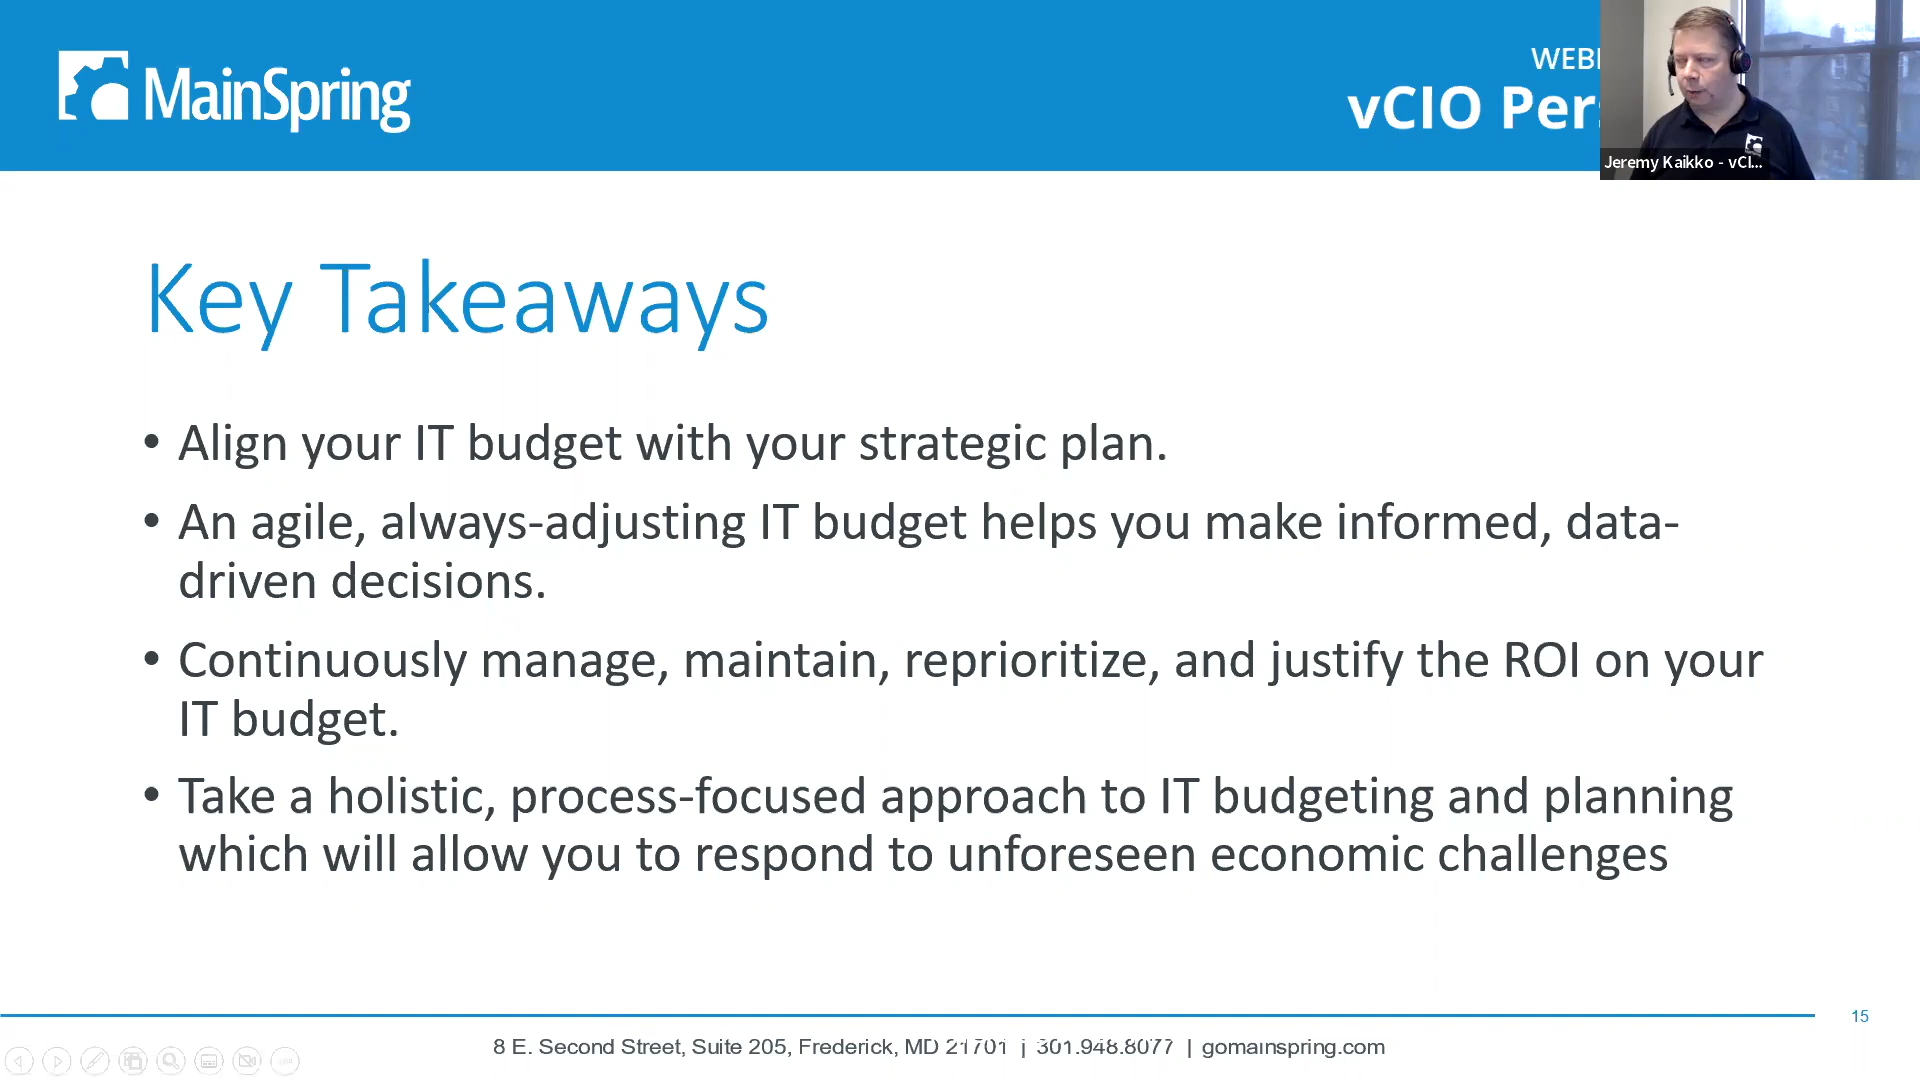 MainSpring
WEBI
vCIO Pers
Jeremy Kaikko - vCI...
Key Takeaways
• Align your IT budget with your strategic plan.
• An agile, always-adjusting IT budget helps you make informed, data-
driven decisions.
• Continuously manage, maintain, reprioritize, and justify the ROI on your
IT budget.
• Take a holistic, process-focused approach to IT budgeting and planning
which will allow you to respond to unforeseen economic challenges
15
8 E. Second Street, Suite 205, Frederick, MD 21701 | 301.948.8077 | gomainspring.com